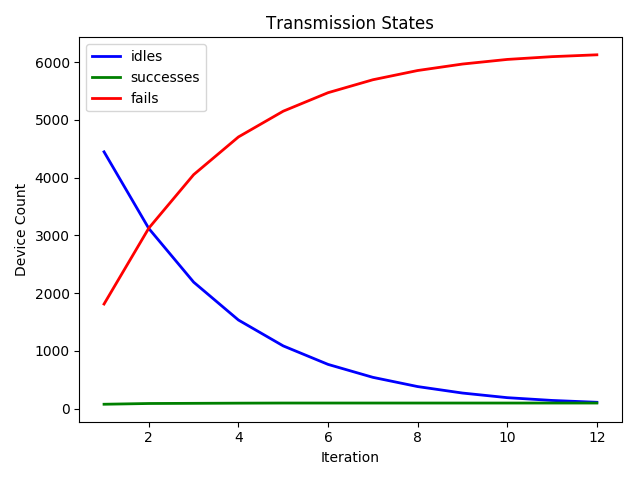 Transmission States
idles
successes
fails
Device Count
6000
5000
4000
3000
2000
1000
0
2 4 6 8 10 12
Iteration